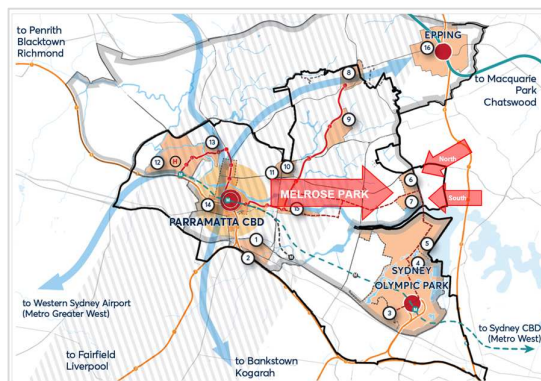 to Penrith
Blacktown
Richmond
EPPING
16
to Macquarie
Park
Chatswood
8
9
13
12
H
11
10
North
MELROSE PARK
6
7
South
14
15
PARRAMATTA CBD
1
2
5
4
SYDNEY
OLYMPIC PARK
3
to Western Sydney Airport
(Metro Greater West)
to Sydney CBD
(Metro West)
to Fairfield
Liverpool
to Bankstown
Kogarah